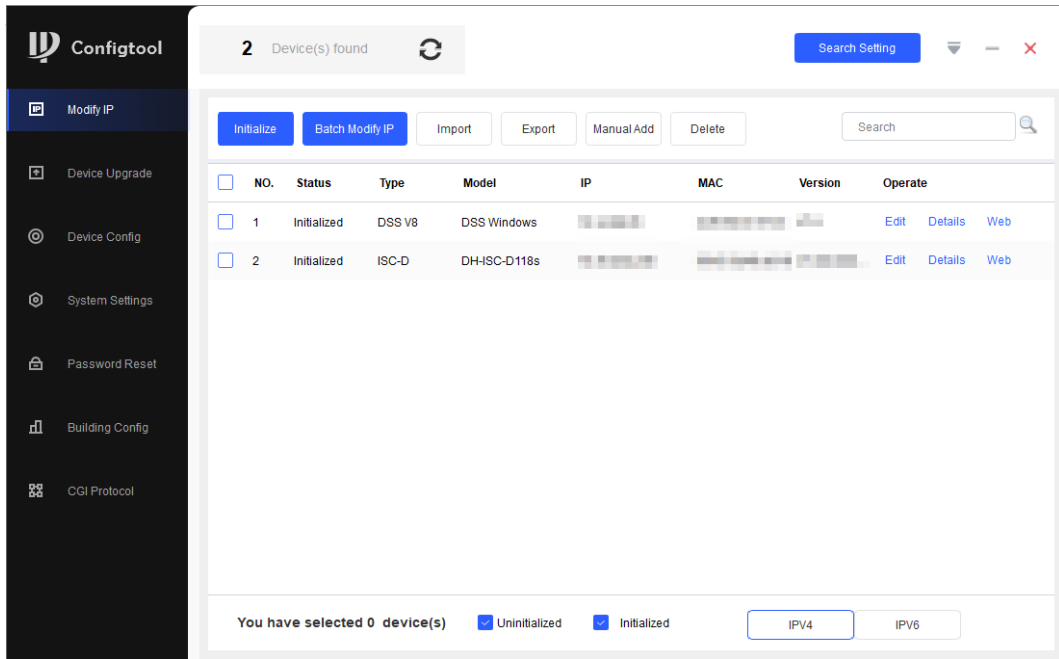 Configtool
2 Device(s) found
Search Setting
Modify IP
Device Upgrade
Device Config
System Settings
Password Reset
Building Config
CGI Protocol
Initialize Batch Modify IP Import Export Manual Add Delete Search
NO. Status Type Model IP MAC Version Operate
1 Initialized DSS V8 DSS Windows Edit Details Web
2 Initialized ISC-D DH-ISC-D118s Edit Details Web
You have selected 0 device(s) Uninitialized Initialized IPV4 IPV6